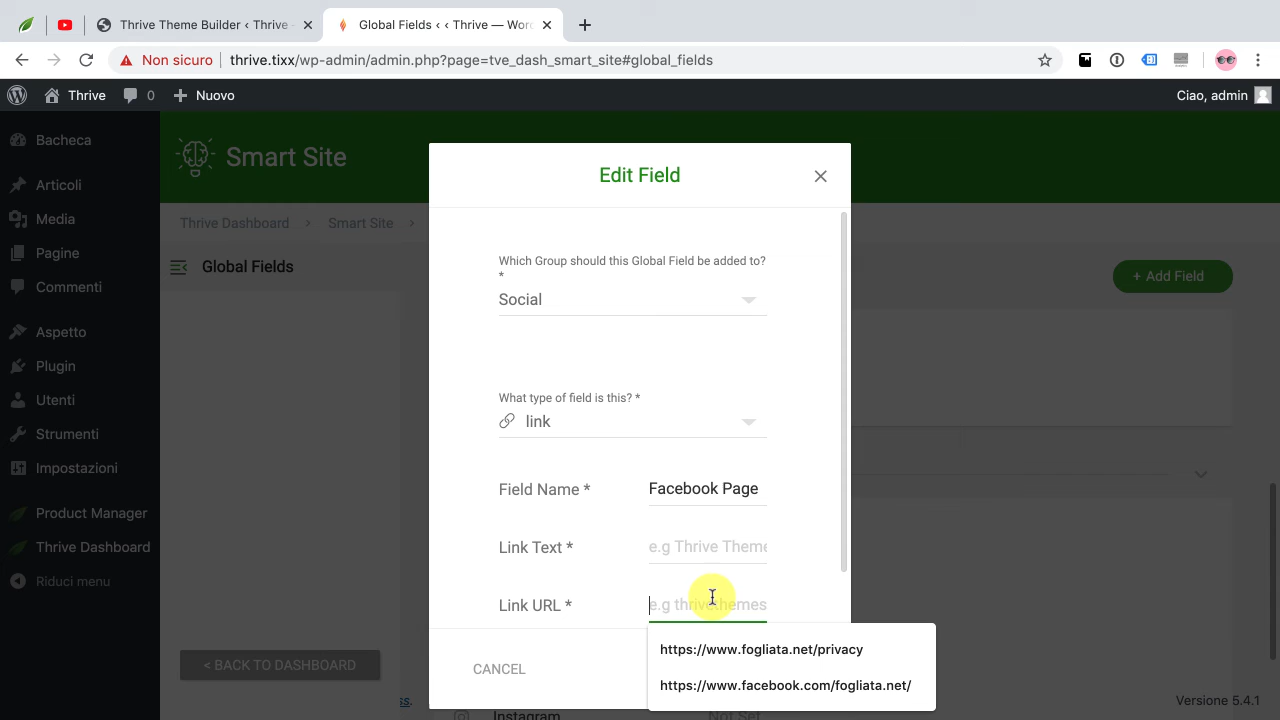 Thrive Theme Builder ‹ Smart
Global Fields ‹ ‹ Thrive — Word
Non sicuro
thrive.tixx/wp-admin/admin.php?page=tve_dash_smart_site#global_fields
Thrive
0
Nuovo
Ciao, admin
Bacheca
Articoli
Media
Pagine
Commenti
Aspetto
Plugin
Utenti
Strumenti
Impostazioni
Product Manager
Thrive Dashboard
Riduci menu
Smart Site
Thrive Dashboard > Smart Site >
Global Fields
+ Add Field
< BACK TO DASHBOARD
Edit Field
Which Group should this Global Field be added to?
*
Social
What type of field is this? *
link
Field Name * Facebook Page
Link Text * e.g Thrive Theme
Link URL * e.g thrivethemes
https://www.fogliata.net/privacy
https://www.facebook.com/fogliata.net/
CANCEL
Versione 5.4.1
Instagram
Not Set